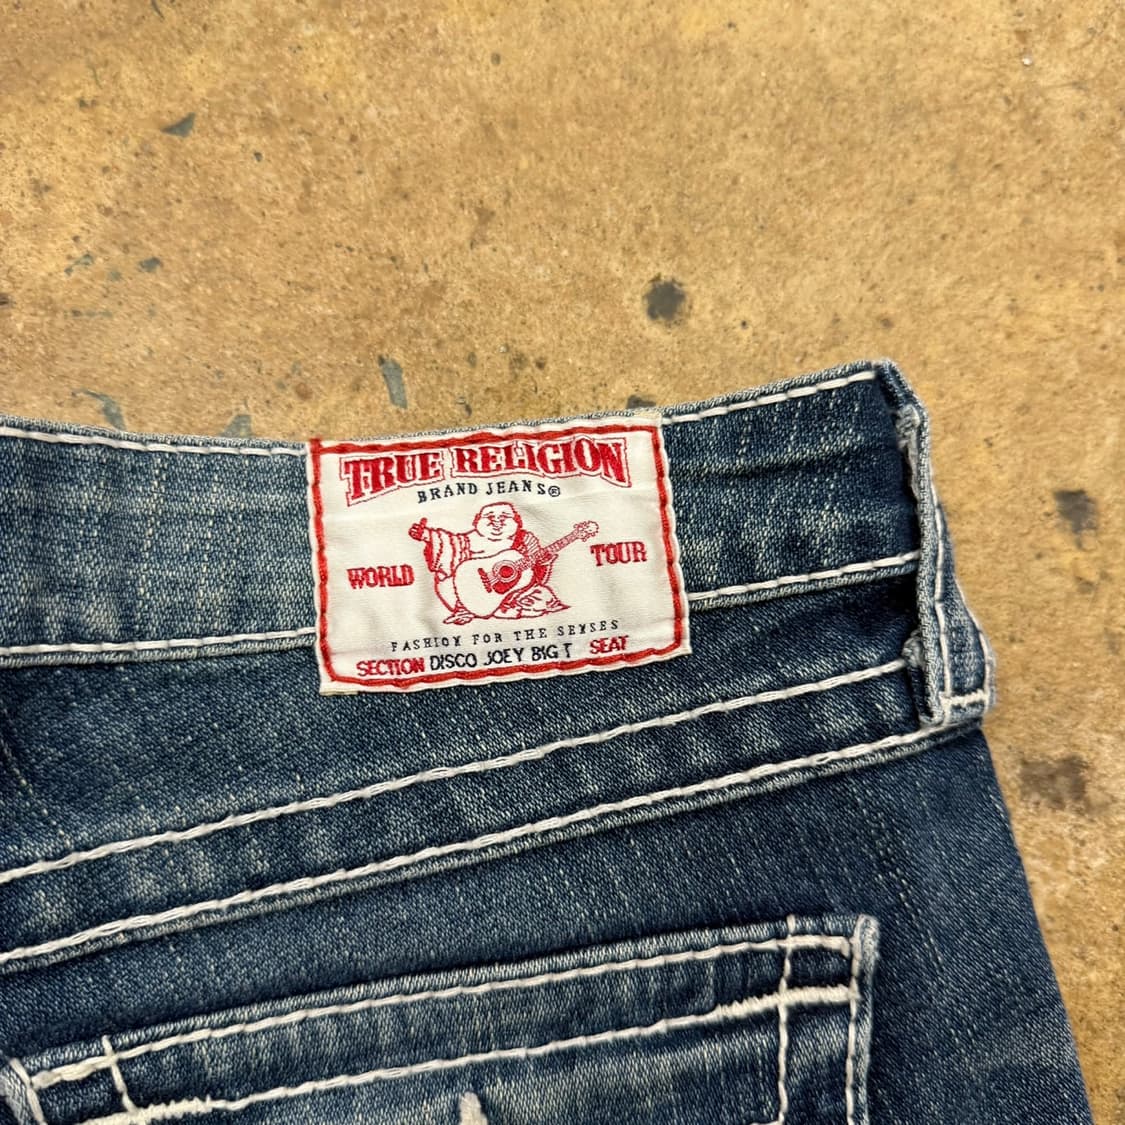 TRUE RELIGION
BRAND JEANS®
WORLD TOUR
FASHION FOR THE SENSES
SECTION DISCO JOEY BIG T SEAT